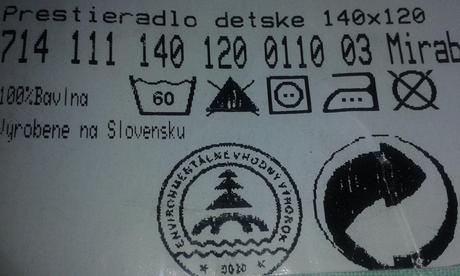 Prestieradlo detske 140x120
714 111 140 120 0110 03 Mirab
100%Bavlna
60
Vyrobene na Slovensku
ENVIRONMENTÁLNE VHODNÝ VÝROBOK